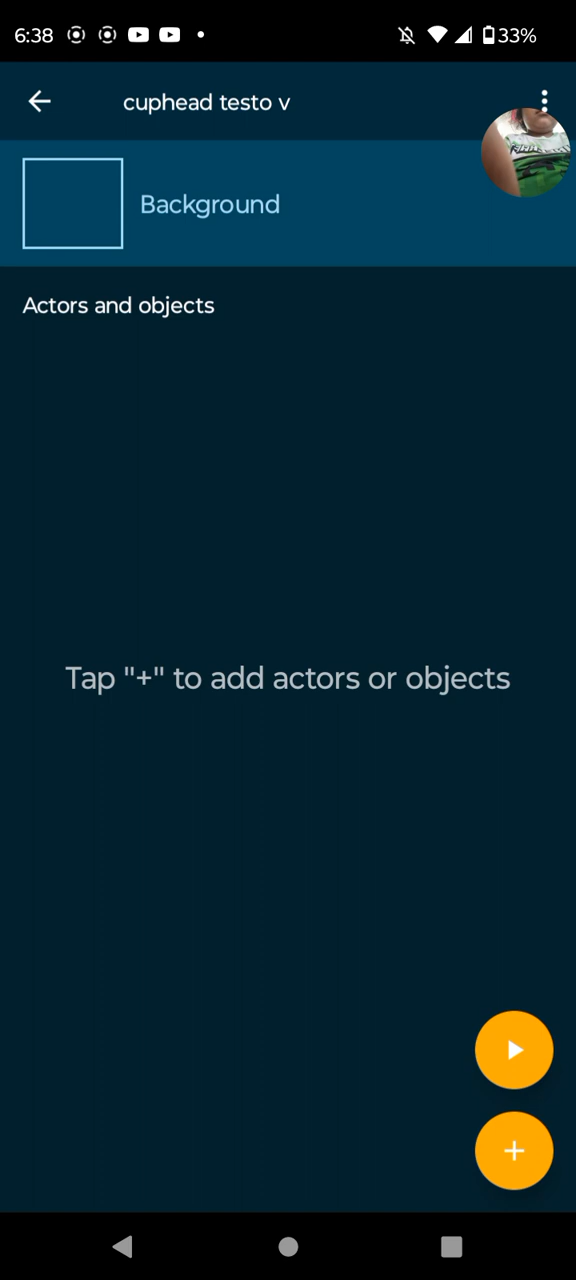 6:38
33%
cuphead testo v
Background
Actors and objects
Tap "+" to add actors or objects